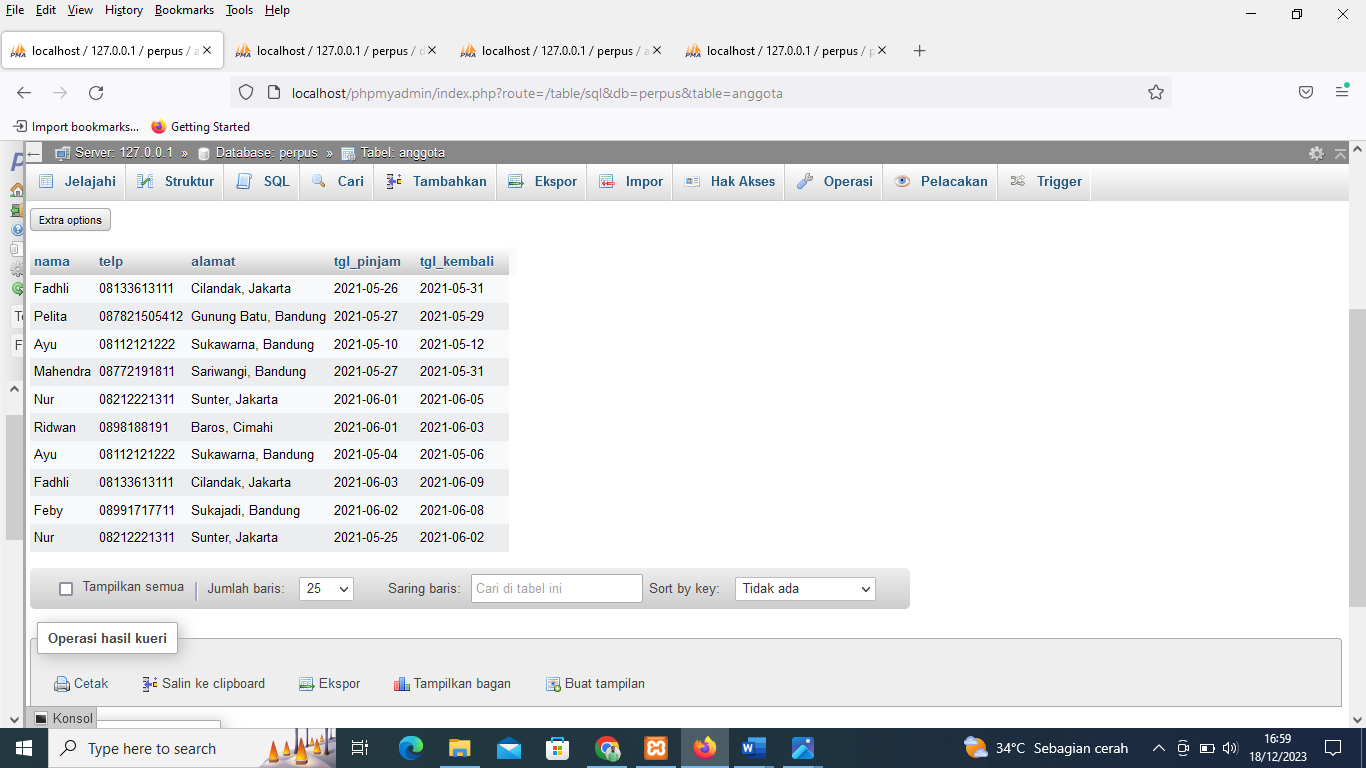 File Edit View History Bookmarks Tools Help
localhost / 127.0.0.1 / perpus / a localhost / 127.0.0.1 / perpus / d localhost / 127.0.0.1 / perpus / a localhost / 127.0.0.1 / perpus / p
localhost/phpmyadmin/index.php?route=/table/sql&db=perpus&table=anggota
Import bookmarks... Getting Started
Server: 127.0.0.1 » Database: perpus » Tabel: anggota
Jelajahi Struktur SQL Cari Tambahkan Ekspor Impor Hak Akses Operasi Pelacakan Trigger
Extra options
nama telp alamat tgl_pinjam tgl_kembali
Fadhli 08133613111 Cilandak, Jakarta 2021-05-26 2021-05-31
Pelita 087821505412 Gunung Batu, Bandung 2021-05-27 2021-05-29
Ayu 08112121222 Sukawarna, Bandung 2021-05-10 2021-05-12
Mahendra 08772191811 Sariwangi, Bandung 2021-05-27 2021-05-31
Nur 08212221311 Sunter, Jakarta 2021-06-01 2021-06-05
Ridwan 0898188191 Baros, Cimahi 2021-06-01 2021-06-03
Ayu 08112121222 Sukawarna, Bandung 2021-05-04 2021-05-06
Fadhli 08133613111 Cilandak, Jakarta 2021-06-03 2021-06-09
Feby 08991717711 Sukajadi, Bandung 2021-06-02 2021-06-08
Nur 08212221311 Sunter, Jakarta 2021-05-25 2021-06-02
Tampilkan semua Jumlah baris: 25 Saring baris: Cari di tabel ini Sort by key: Tidak ada
Operasi hasil kueri
Cetak Salin ke clipboard Ekspor Tampilkan bagan Buat tampilan
Konsol
Type here to search 34°C Sebagian cerah 16:59
18/12/2023